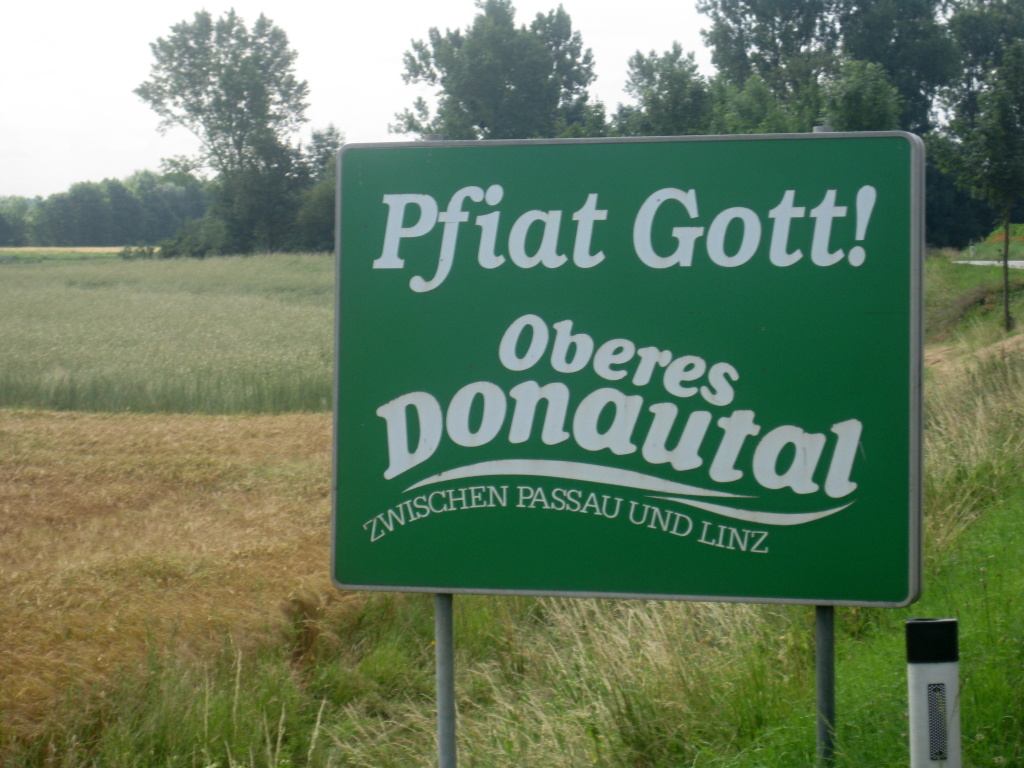 Pfiat Gott!
Oberes
Donautal
ZWISCHEN PASSAU UND LINZ